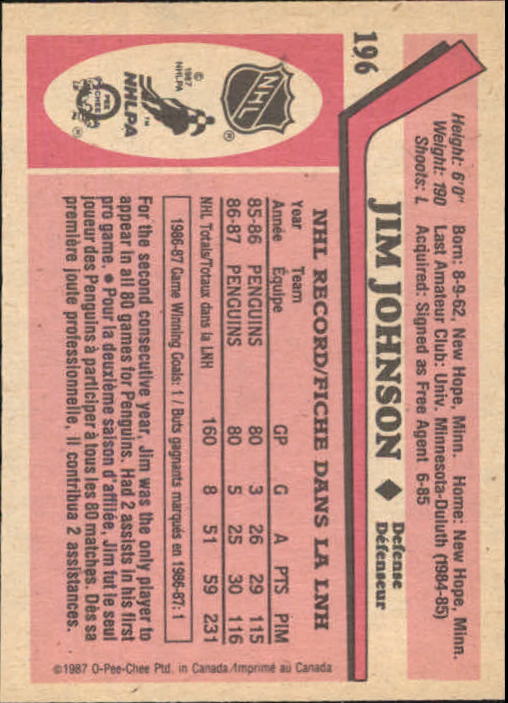 196
Height: 6'0" Born: 8-9-62, New Hope, Minn. Home: New Hope, Minn.
Weight: 190 Last Amateur Club: Univ. Minnesota-Duluth (1984-85)
Shoots: L Acquired: Signed as Free Agent 6-85
JIM JOHNSON ◆ Defense
Défenseur
NHL
®
©
1987
NHLPA
NHLPA
™
O-PEE-CHEE
®
NHL RECORD/FICHE DANS LA LNH
Year Team
Année Équipe GP G A PTS PIM
85-86 PENGUINS 80 3 26 29 115
86-87 PENGUINS 80 5 25 30 116
NHL Totals/Totaux dans la LNH 160 8 51 59 231
1986-87 Game Winning Goals: 1 / Buts gagnants marqués en 1986-87: 1
For the second consecutive year, Jim was the only player to
appear in all 80 games for Penguins. Had 2 assists in his first
pro game. ● Pour la deuxième saison d'affilée, Jim fut le seul
joueur des Penguins à participer à tous les 80 matches. Dès sa
première joute professionnelle, il contribua 2 assistances.
©1987 O-Pee-Chee Ptd. in Canada/Imprimé au Canada